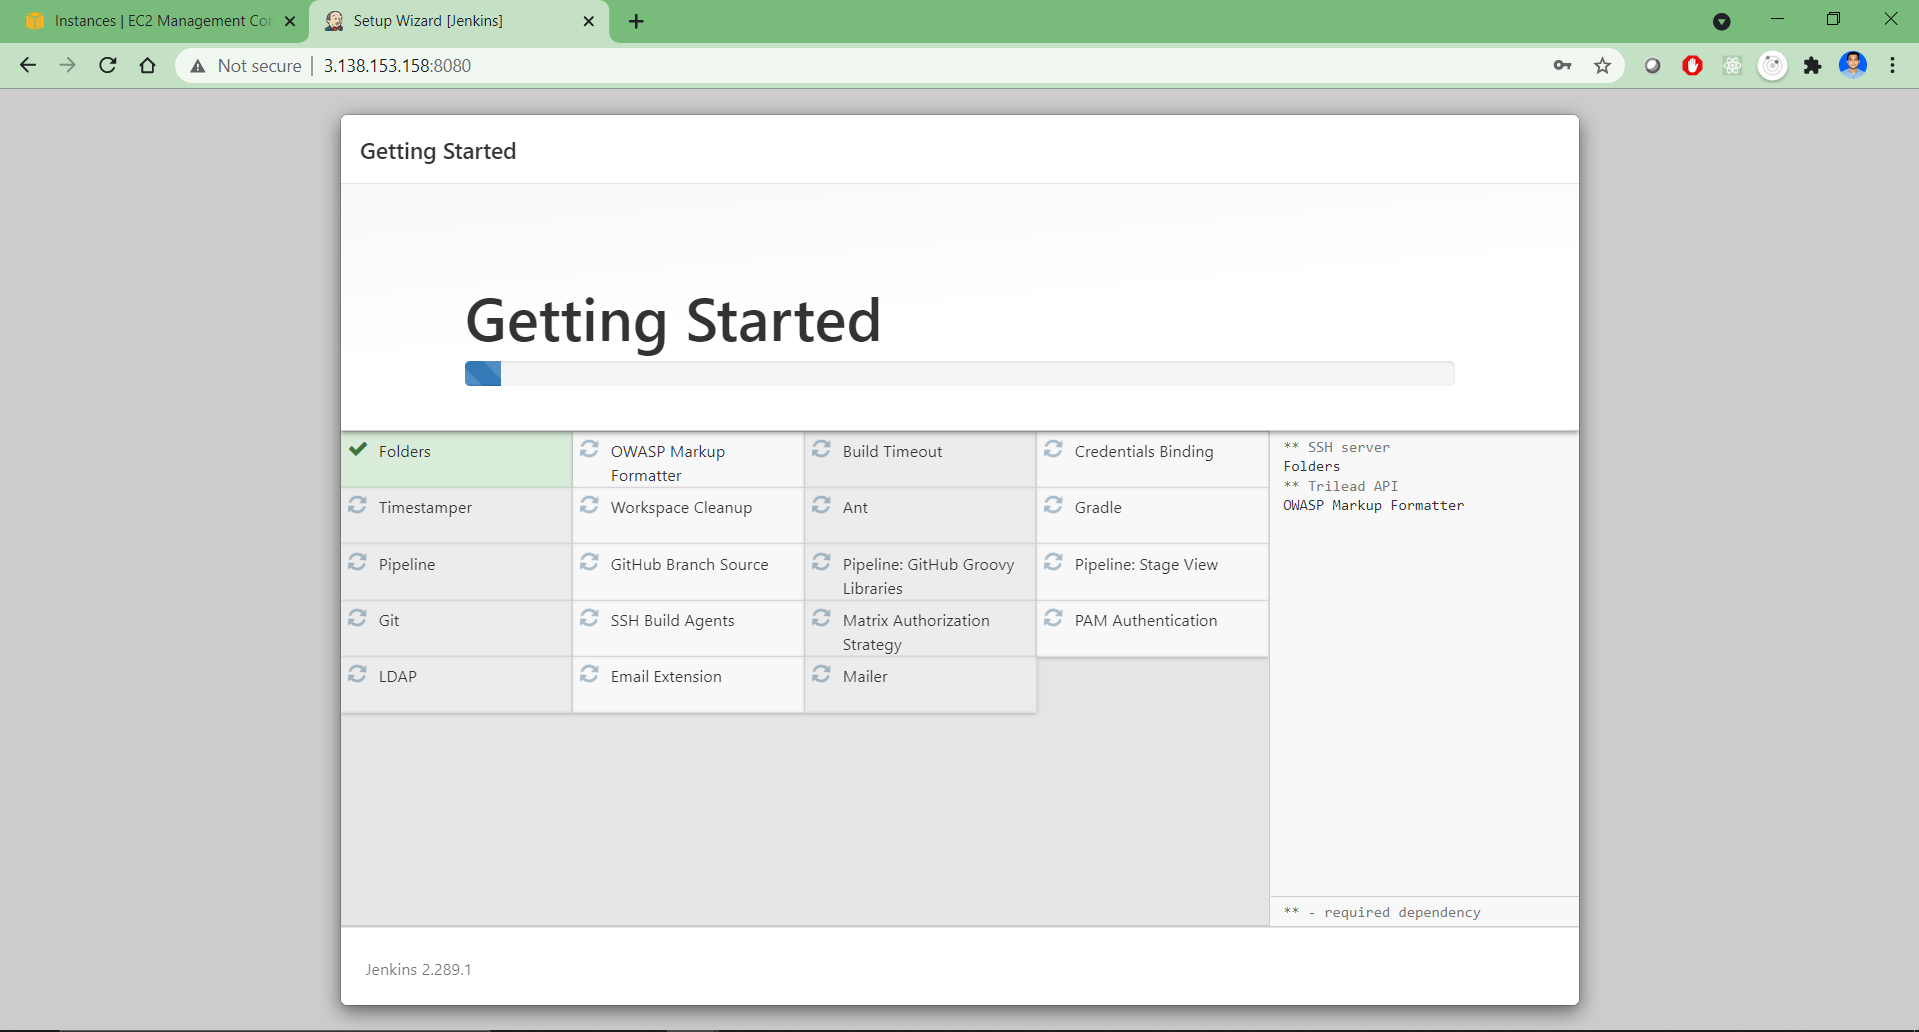 Instances | EC2 Management Con
Setup Wizard [Jenkins]
Not secure
3.138.153.158:8080
Getting Started
Getting Started
Folders
OWASP Markup
Formatter
Build Timeout
Credentials Binding
Timestamper
Workspace Cleanup
Ant
Gradle
Pipeline
GitHub Branch Source
Pipeline: GitHub Groovy
Libraries
Pipeline: Stage View
Git
SSH Build Agents
Matrix Authorization
Strategy
PAM Authentication
LDAP
Email Extension
Mailer
** SSH server
Folders
** Trilead API
OWASP Markup Formatter
** - required dependency
Jenkins 2.289.1